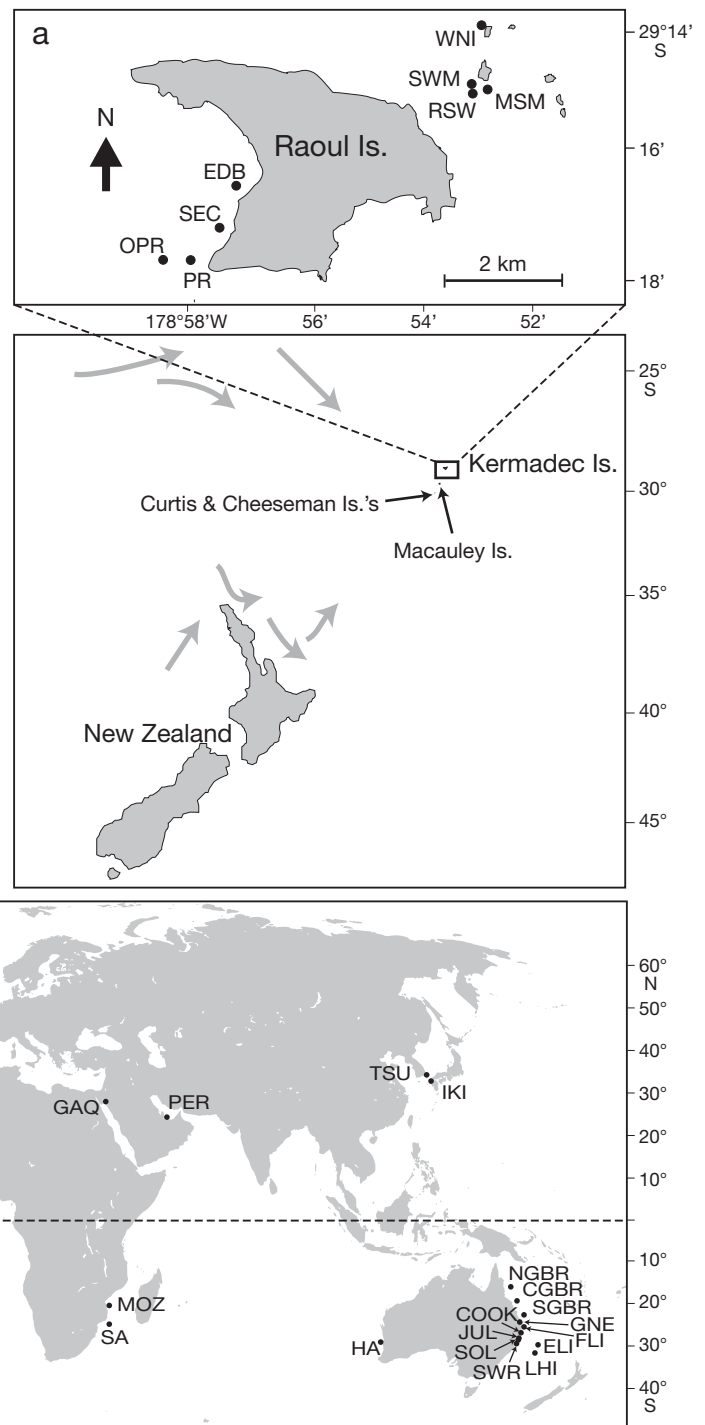 a
WNI
29°14’
S
SWM
RSW
MSM
N
Raoul Is.
16’
EDB
SEC
OPR
PR
2 km
18’
178°58’W
56’
54’
52’
25°
S
Kermadec Is.
30°
Curtis & Cheeseman Is.’s
Macauley Is.
35°
40°
New Zealand
45°
60°
N
50°
40°
TSU
IKI
30°
GAQ
PER
20°
10°
10°
NGBR
CGBR
MOZ
20°
SGBR
COOK
GNE
SA
JUL
FLI
HA
SOL
ELI
30°
SWR
LHI
40°
S